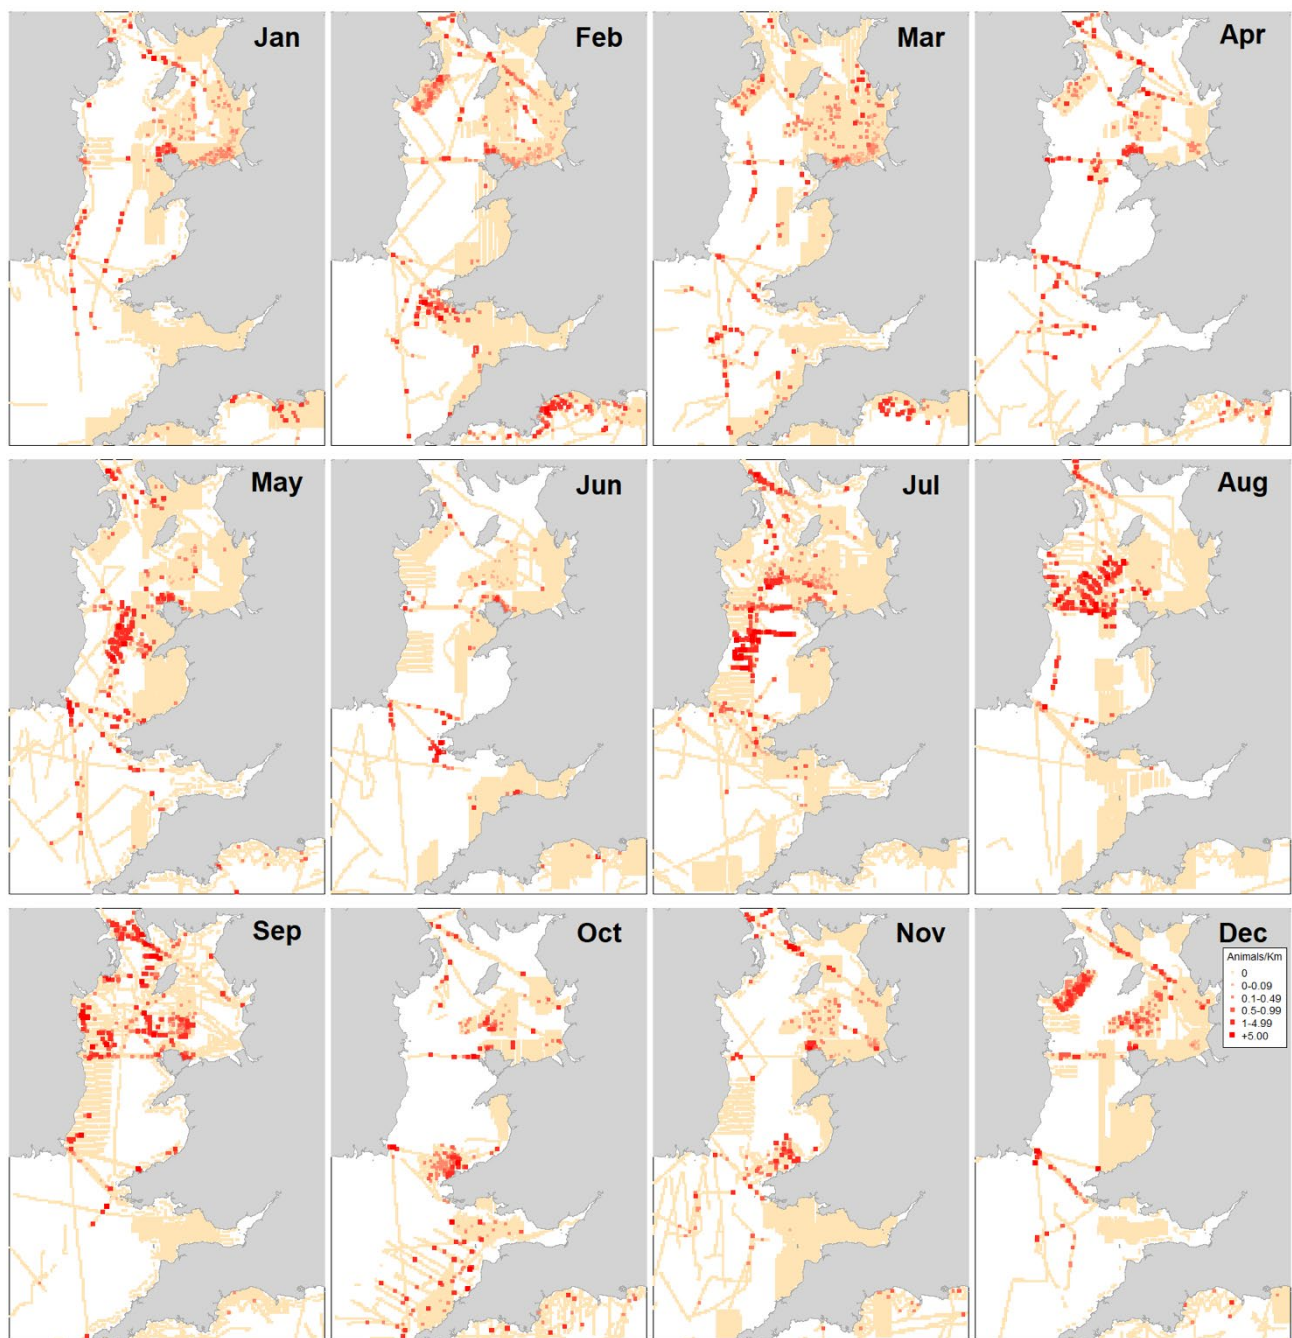 Jan
Feb
Mar
Apr
May
Jun
Jul
Aug
Sep
Oct
Nov
Dec
Animals/Km
0
0-0.09
0.1-0.49
0.5-0.99
1-4.99
+5.00